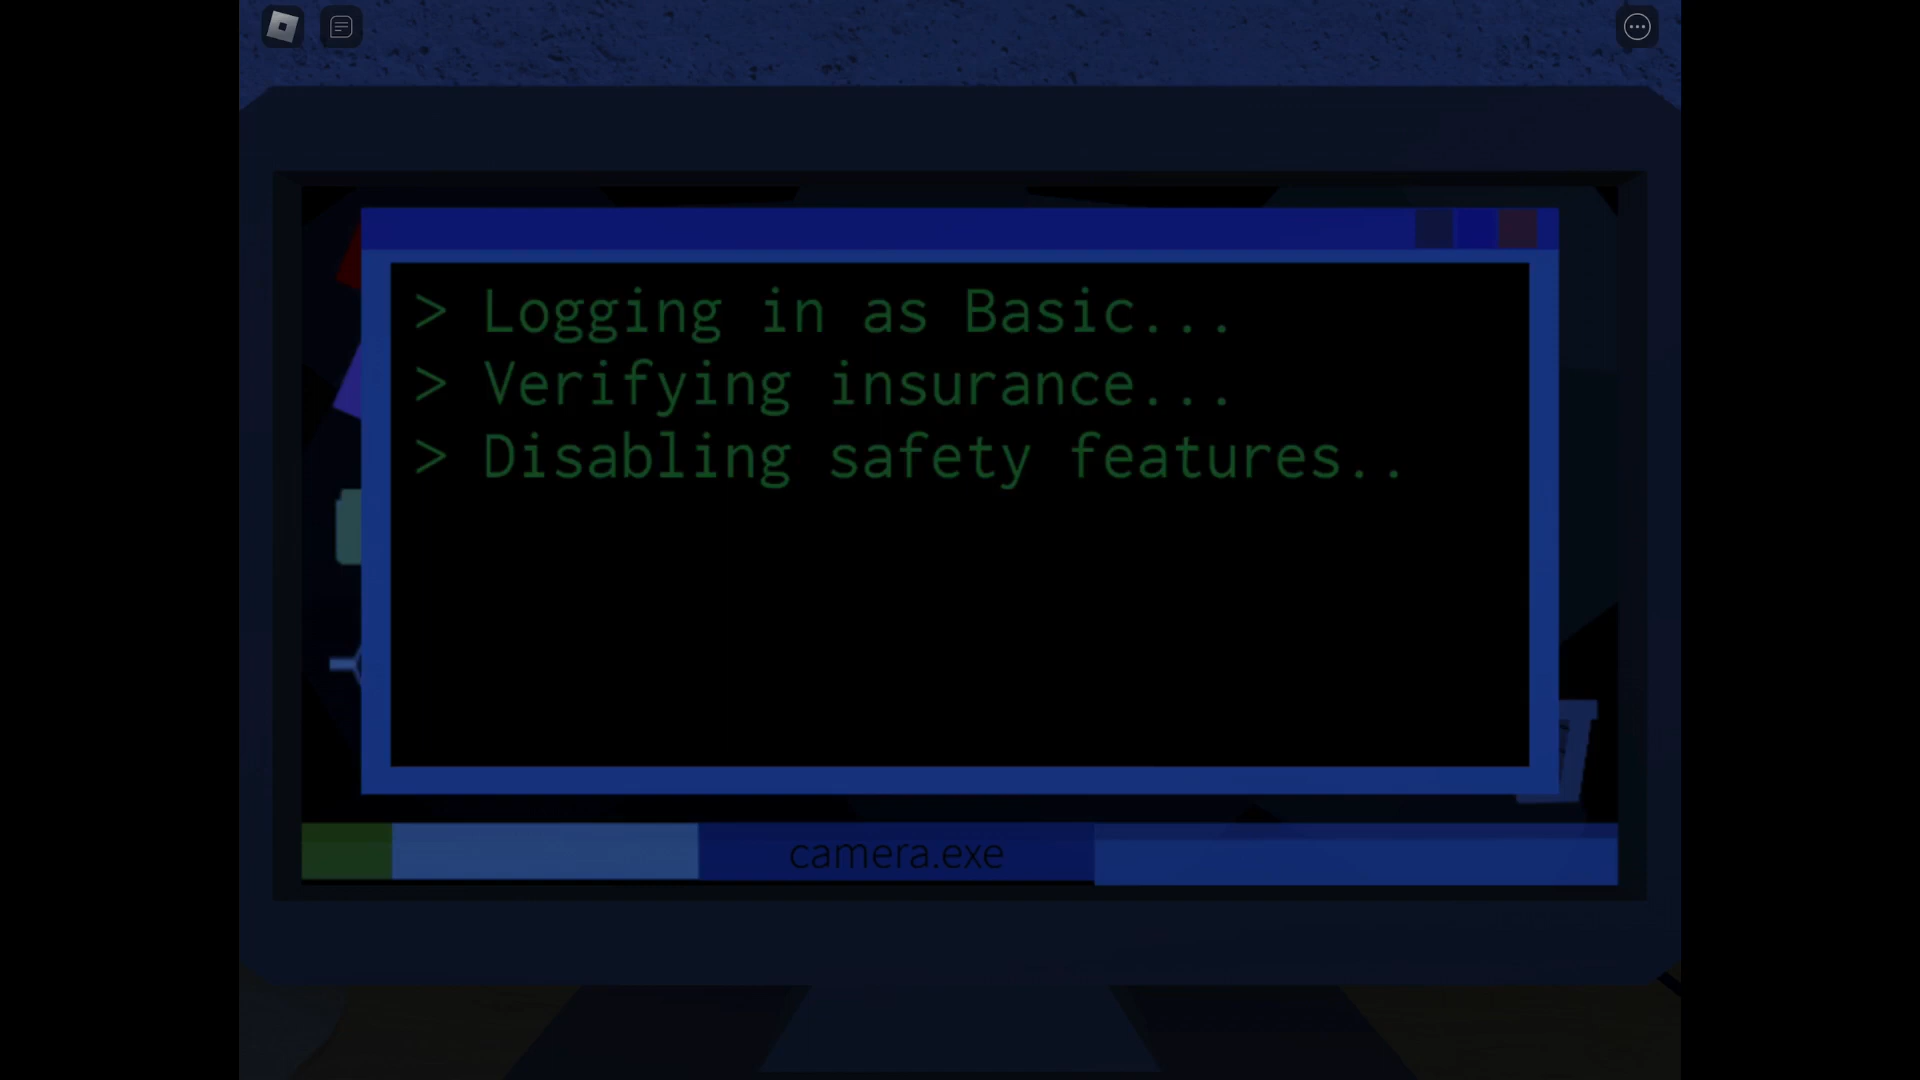 > Logging in as Basic...
> Verifying insurance...
> Disabling safety features..
camera.exe